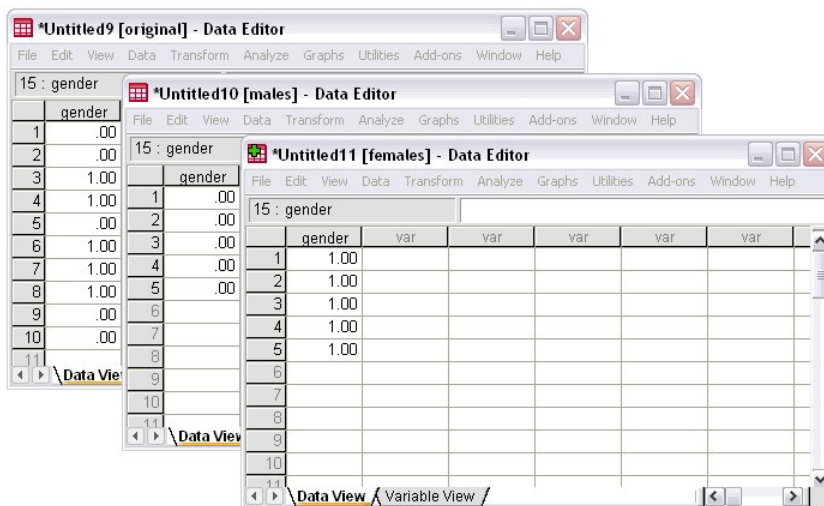 *Untitled9 [original] - Data Editor
File Edit View Data Transform Analyze Graphs Utilities Add-ons Window Help
15 : gender
gender
1 .00
2 .00
3 1.00
4 1.00
5 .00
6 1.00
7 1.00
8 1.00
9 .00
10 .00
11
Data Vie
*Untitled10 [males] - Data Editor
File Edit View Data Transform Analyze Graphs Utilities Add-ons Window Help
15 : gender
gender
1 .00
2 .00
3 .00
4 .00
5 .00
6
7
8
9
10
11
Data View
*Untitled11 [females] - Data Editor
File Edit View Data Transform Analyze Graphs Utilities Add-ons Window Help
15 : gender
gender var var var var var
1 1.00
2 1.00
3 1.00
4 1.00
5 1.00
6
7
8
9
10
11
Data View Variable View